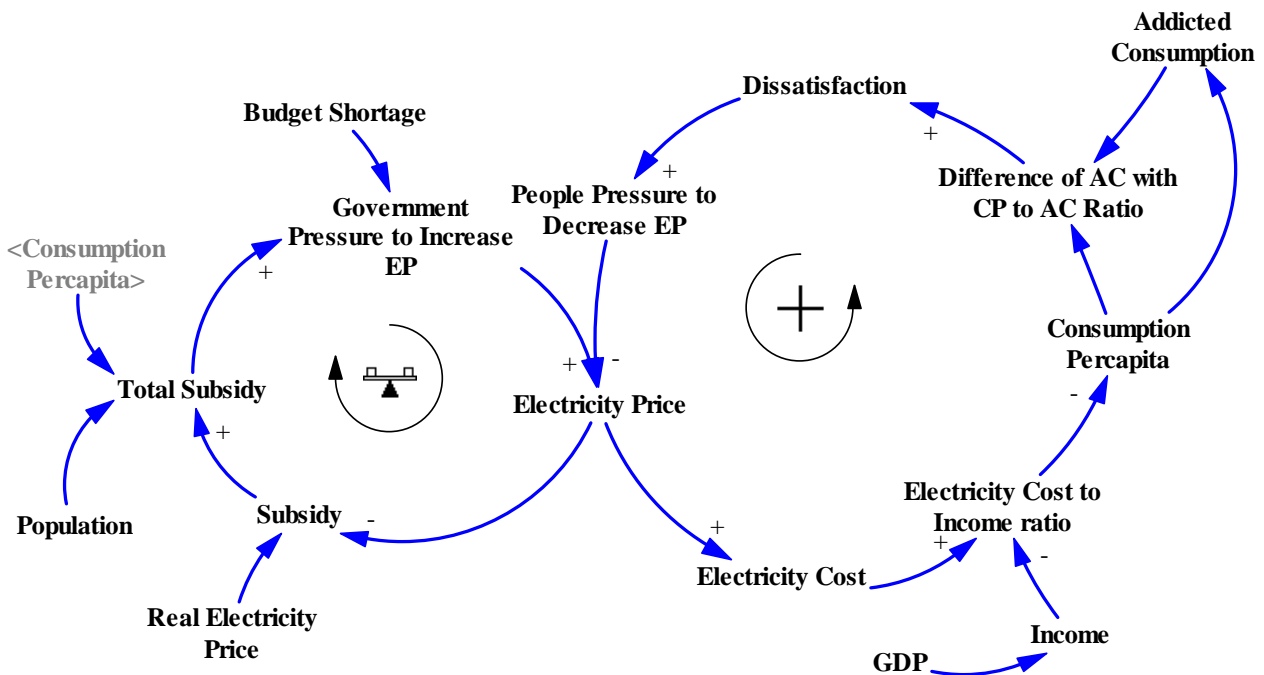 Addicted
Consumption
Dissatisfaction
Budget Shortage
+
+
Difference of AC with
CP to AC Ratio
People Pressure to
Decrease EP
Government
Pressure to Increase
EP
<Consumption
Percapita>
+
Consumption
Percapita
+
-
Total Subsidy
Electricity Price
-
+
Electricity Cost to
Income ratio
Subsidy
-
Population
+
+
-
Electricity Cost
Real Electricity
Price
Income
GDP